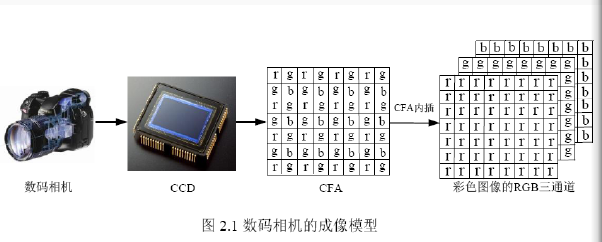 b b b b b b b b
g g g g g g g g b
r r r r r r r r g b
r r r r r r r r g b
r r r r r r r r g b
r r r r r r r r g b
r r r r r r r r g b
r r r r r r r r g
r r r r r r r r
r g r g r g r g
g b g b g b g b
r g r g r g r g
g b g b g b g b
r g r g r g r g
g b g b g b g b
r g r g r g r g
CFA内插
数码相机
CCD
CFA
彩色图像的RGB三通道
图 2.1 数码相机的成像模型